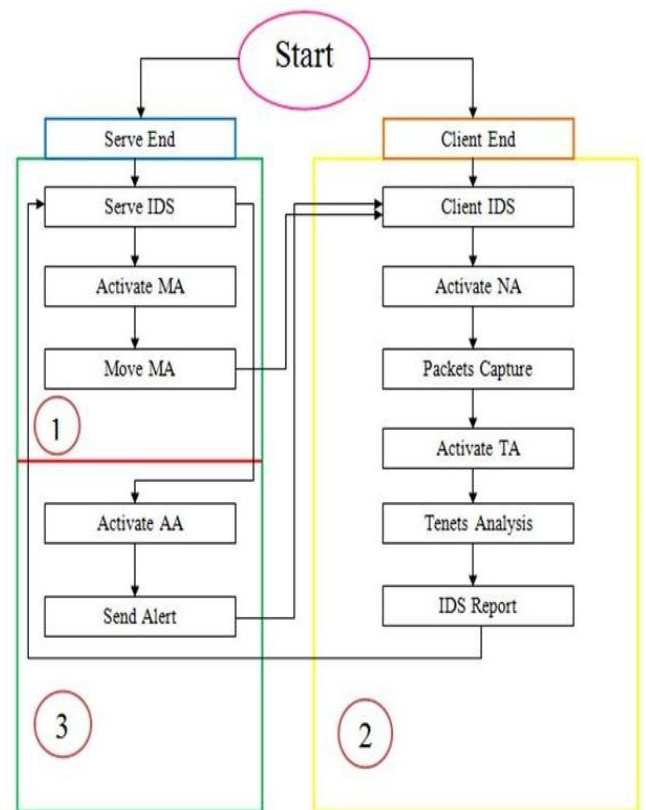 Start
Serve End
Serve IDS
Activate MA
Move MA
1
Activate AA
Send Alert
3
Client End
Client IDS
Activate NA
Packets Capture
Activate TA
Tenets Analysis
IDS Report
2